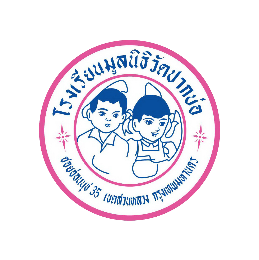 โรงเรียนมูลนิธิวัดปากบ่อ
ซอยอ่อนนุช 35 เขตสวนหลวง กรุงเทพมหานคร